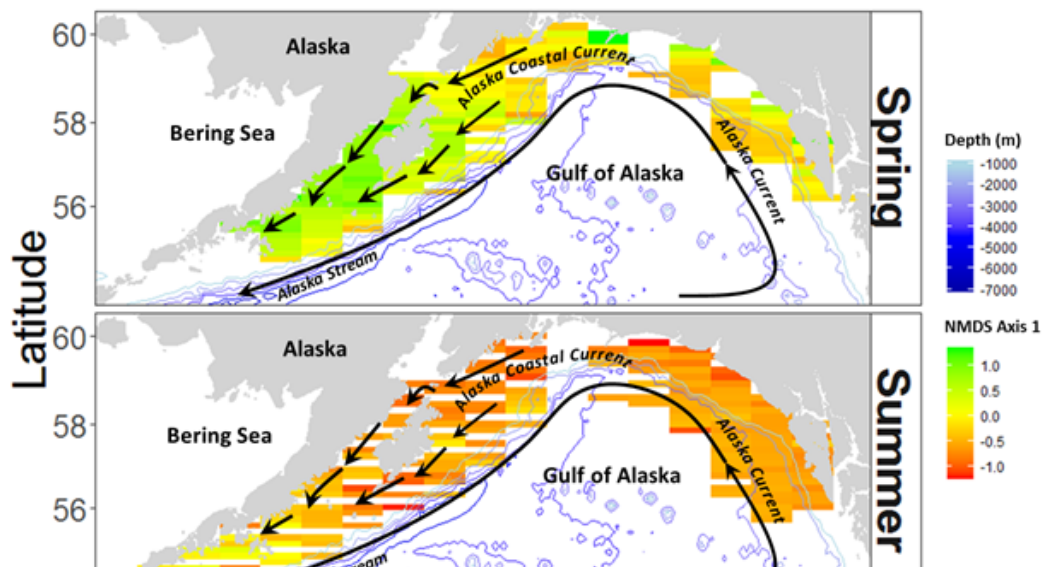 60
58
56
Latitude
Alaska
Bering Sea
Alaska Coastal Current
Gulf of Alaska
Alaska Current
Alaska Stream
Spring
60
58
56
Alaska
Bering Sea
Alaska Coastal Current
Gulf of Alaska
Alaska Current
Summer
Depth (m)
-1000
-2000
-3000
-4000
-5000
-6000
-7000
NMDS Axis 1
1.0
0.5
0.0
-0.5
-1.0